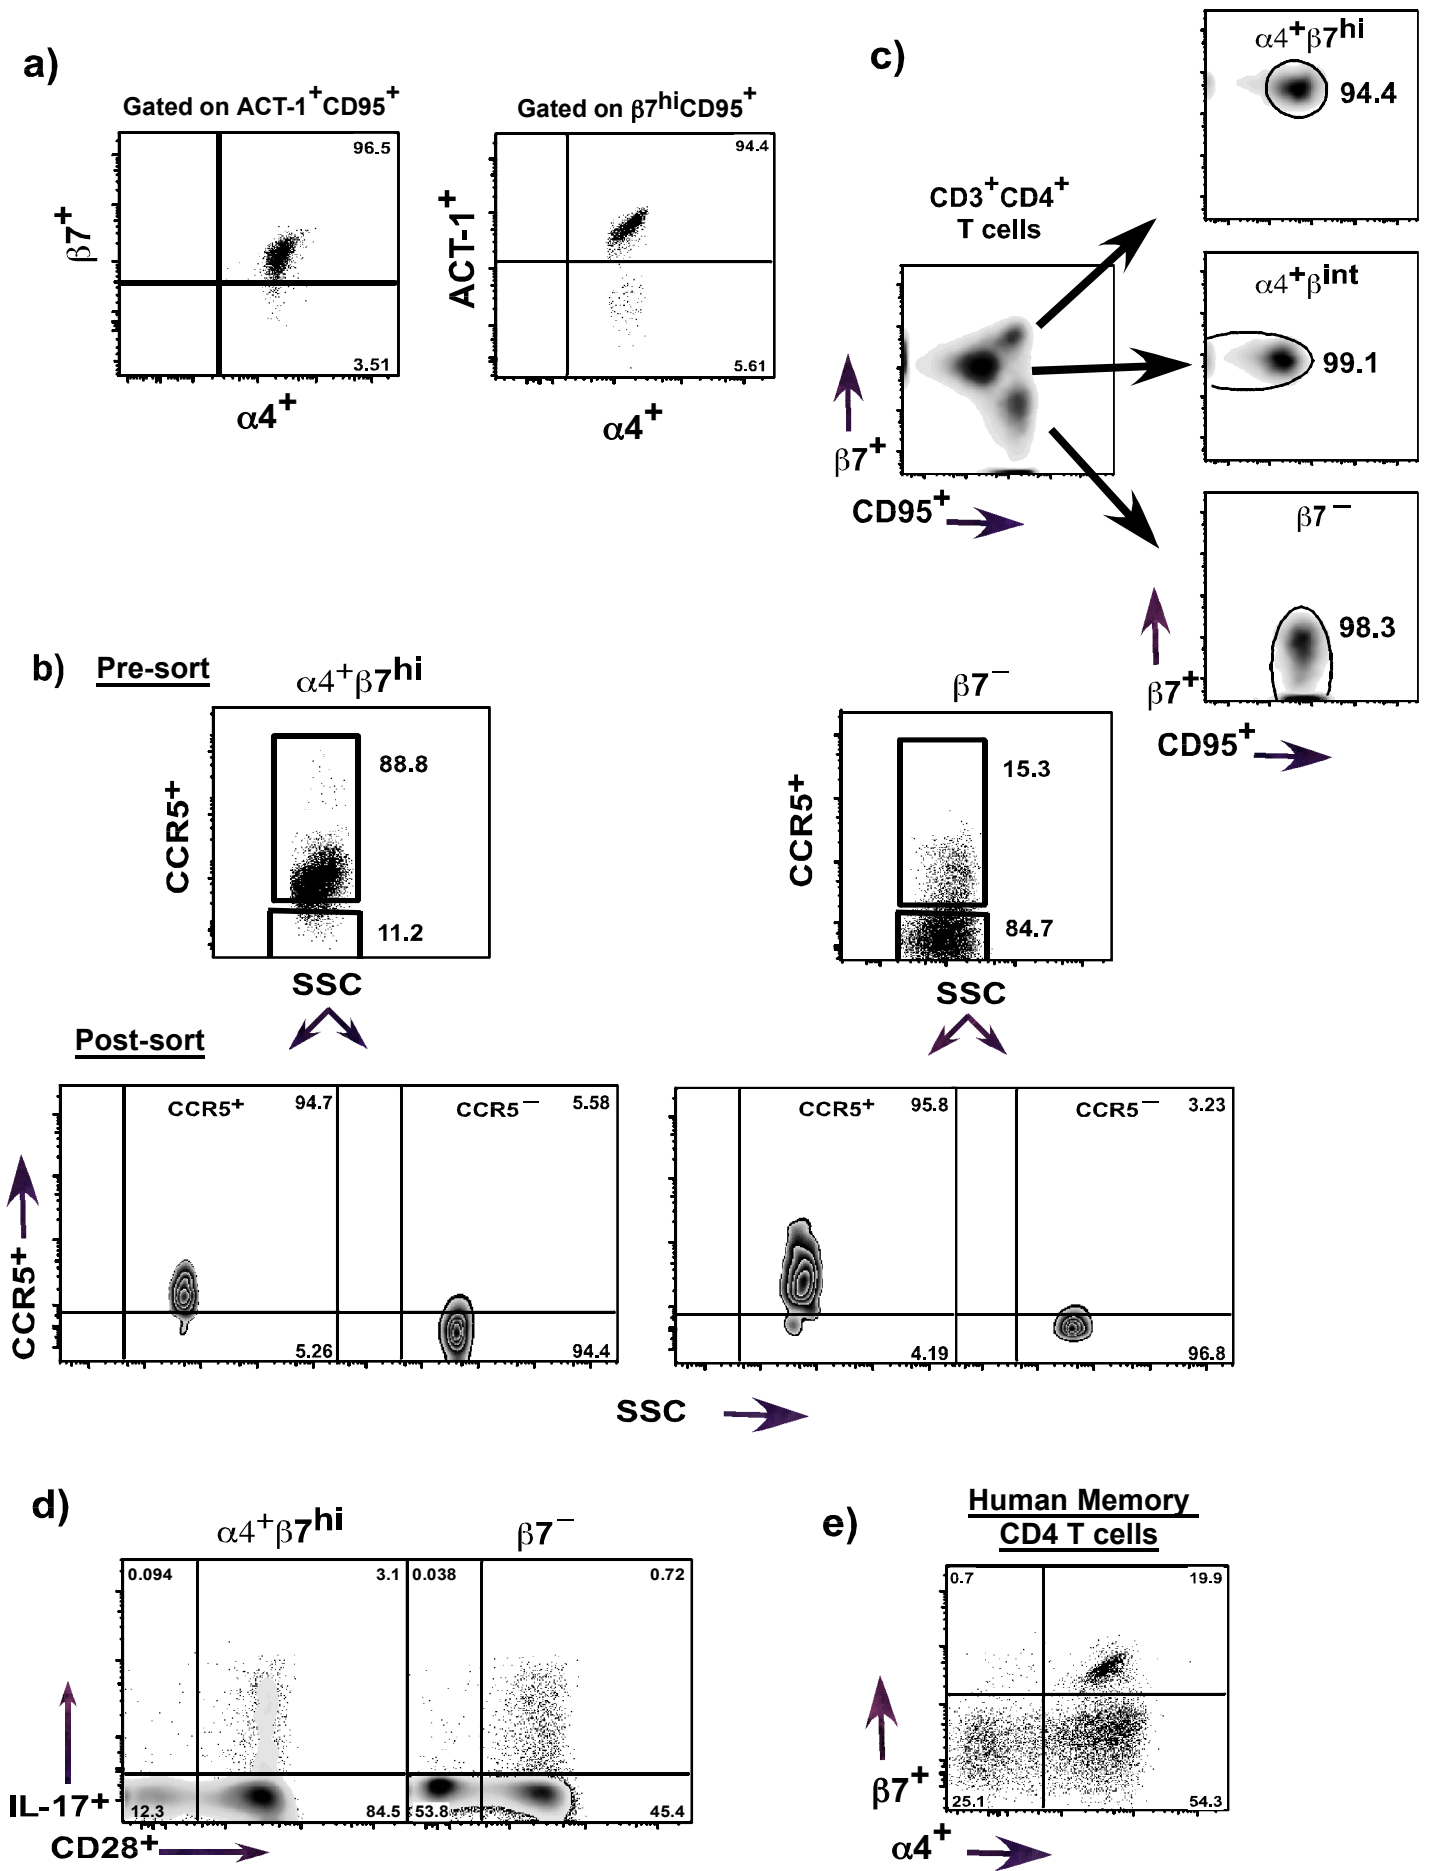 a)
Gated on ACT-1+CD95+
96.5
3.51
β7+
α4+
Gated on β7hiCD95+
94.4
5.61
ACT-1+
α4+
c)
CD3+CD4+
T cells
β7+
CD95+
α4+β7hi
94.4
α4+βint
99.1
β7−
98.3
β7+
CD95+
b)
Pre-sort
α4+β7hi
88.8
11.2
CCR5+
SSC
β7−
15.3
84.7
CCR5+
SSC
Post-sort
CCR5+
94.7
5.26
CCR5−
5.58
94.4
CCR5+
95.8
4.19
CCR5−
3.23
96.8
CCR5+
SSC
d)
α4+β7hi
β7−
0.094
3.1
12.3
84.5
0.038
0.72
53.8
45.4
IL-17+
CD28+
e)
Human Memory
CD4 T cells
0.7
19.9
25.1
54.3
β7+
α4+